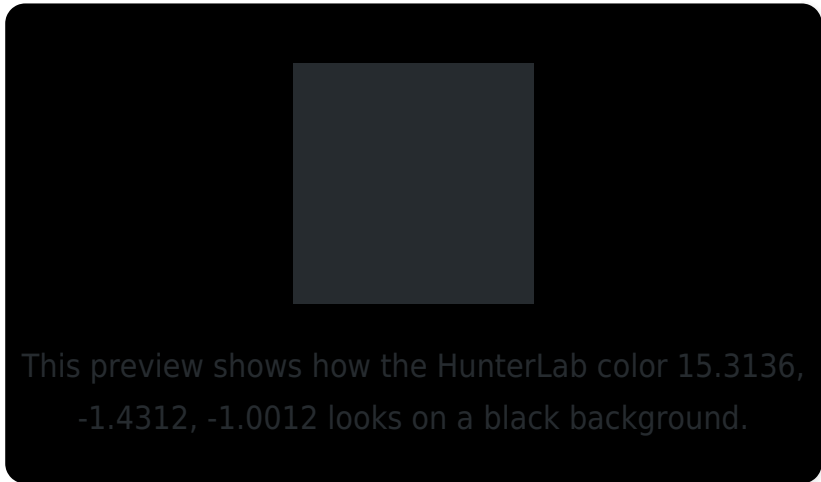 This preview shows how the HunterLab color 15.3136,
-1.4312, -1.0012 looks on a black background.